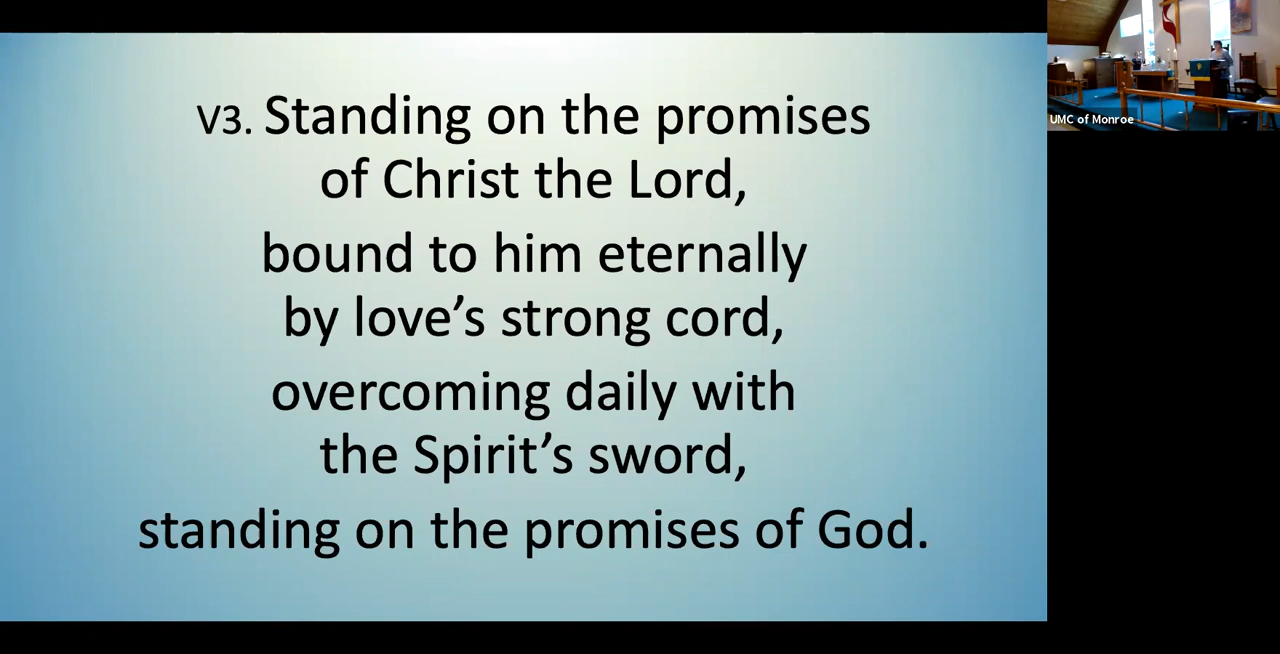 V3. Standing on the promises
of Christ the Lord,
bound to him eternally
by love’s strong cord,
overcoming daily with
the Spirit’s sword,
standing on the promises of God.
UMC of Monroe